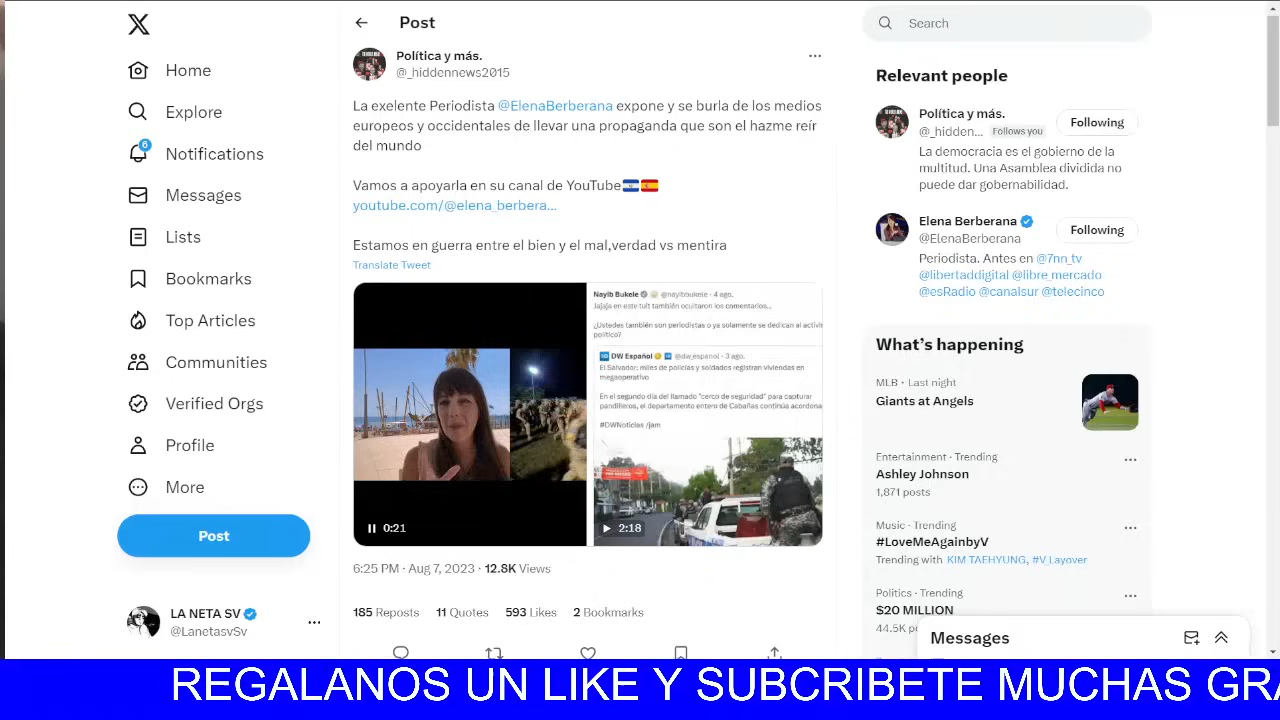 Home
Explore
6
Notifications
Messages
Lists
Bookmarks
Top Articles
Communities
Verified Orgs
Profile
More
Post
LA NETA SV
@LanetasvSv
Post
Política y más.
@_hiddennews2015
La exelente Periodista @ElenaBerberana expone y se burla de los medios
europeos y occidentales de llevar una propaganda que son el hazme reír
del mundo
Vamos a apoyarla en su canal de YouTube
youtube.com/@elena_berbera...
Estamos en guerra entre el bien y el mal,verdad vs mentira
Translate Tweet
0:21
Nayib Bukele @nayibbukele · 4 ago.
Jajaja en este tuit también ocultaron los comentarios...
¿Ustedes también son periodistas o ya solamente se dedican al activi
político?
DW Español @dw_espanol · 3 ago.
El Salvador: miles de policías y soldados registran viviendas en
megaoperativo
En el segundo día del llamado "cerco de seguridad" para capturar
pandilleros, el departamento entero de Cabañas continúa acordona
#DWNoticias /jam
2:18
6:25 PM · Aug 7, 2023 · 12.8K Views
185 Reposts 11 Quotes 593 Likes 2 Bookmarks
Search
Relevant people
Política y más.
@_hidden... Follows you
Following
La democracia es el gobierno de la
multitud. Una Asamblea dividida no
puede dar gobernabilidad.
Elena Berberana
@ElenaBerberana
Following
Periodista. Antes en @7nn_tv
@libertaddigital @libre_mercado
@esRadio @canalsur @telecinco
What's happening
MLB · Last night
Giants at Angels
Entertainment · Trending
Ashley Johnson
1,871 posts
Music · Trending
#LoveMeAgainbyV
Trending with KIM TAEHYUNG, #V_Layover
Politics · Trending
$20 MILLION
44.5K po
Messages
REGALANOS UN LIKE Y SUBCRIBETE MUCHAS GRA